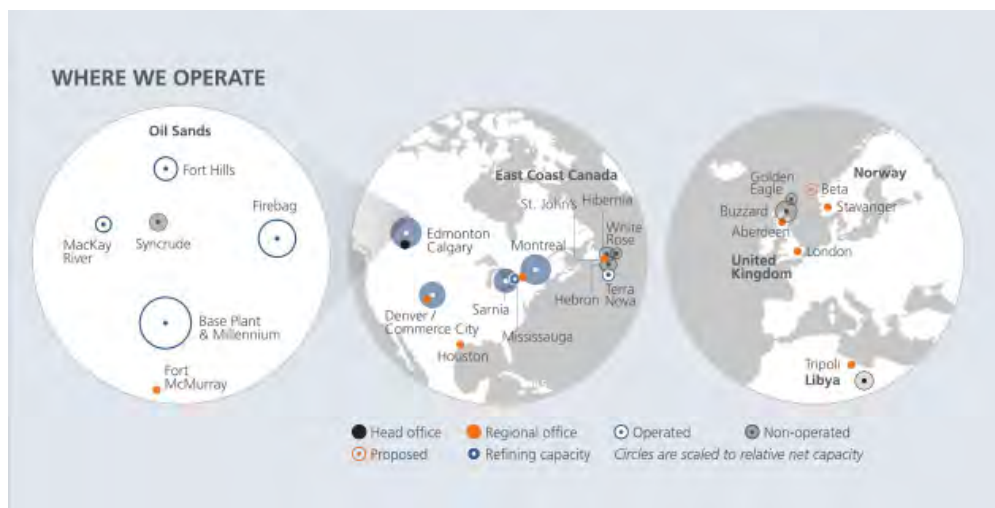 WHERE WE OPERATE
Oil Sands
Fort Hills
Firebag
MacKay
River
Syncrude
Base Plant
& Millennium
Fort
McMurray
East Coast Canada
St. John's
Hibernia
White
Rose
Edmonton
Calgary
Montreal
Hebron
Terra
Nova
Sarnia
Denver /
Commerce City
Mississauga
Houston
Norway
Golden
Eagle
Beta
Stavanger
Buzzard
Aberdeen
London
United
Kingdom
Tripoli
Libya
Head office
Regional office
Operated
Non-operated
Proposed
Refining capacity
Circles are scaled to relative net capacity